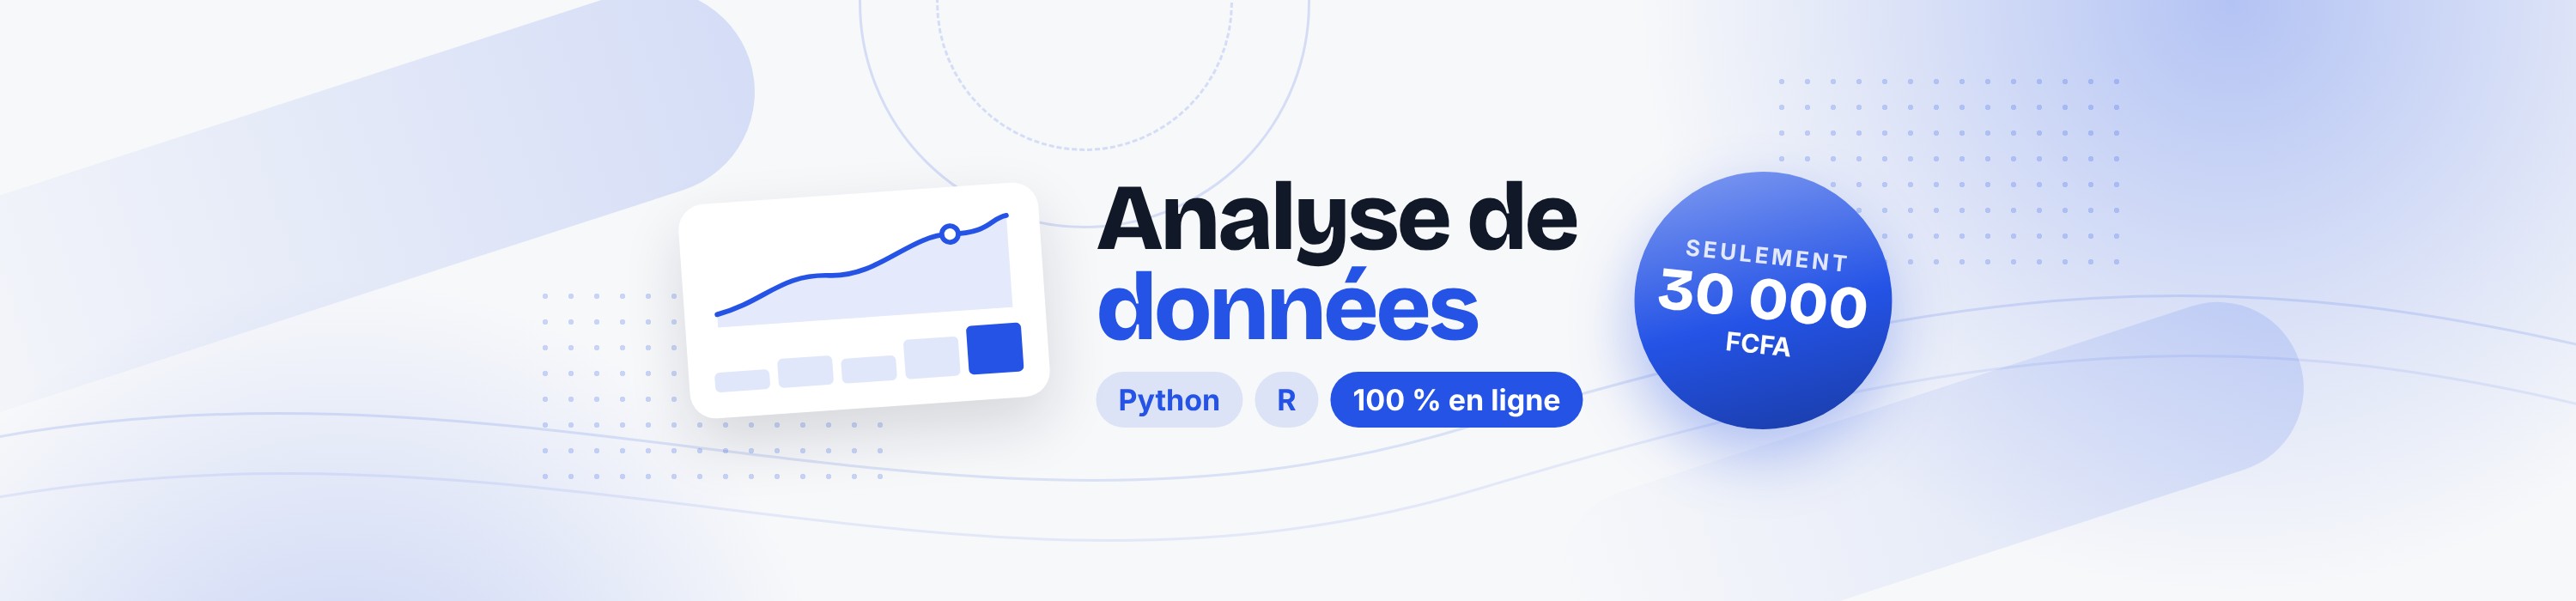 Analyse de
données
Python
R
100 % en ligne
SEULEMENT
30 000
FCFA